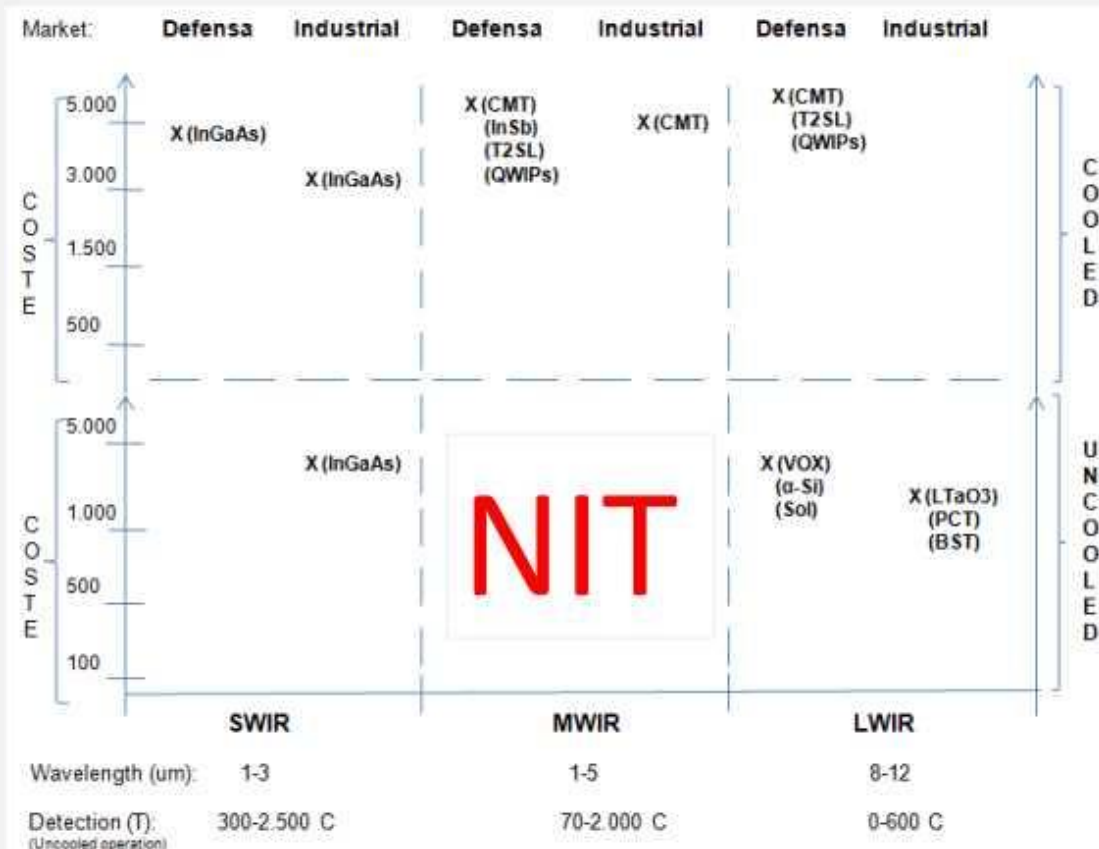 Market: Defensa Industrial Defensa Industrial Defensa Industrial
5.000
X (InGaAs)
X (CMT)
(InSb)
(T2SL)
(QWIPs)
X (CMT)
X (CMT)
(T2SL)
(QWIPs)
X (InGaAs)
3.000
1.500
500
COSTE
COOLED
5.000
X (InGaAs)
NIT
X (VOX)
(α-Si)
(Sol)
X (LTaO3)
(PCT)
(BST)
1.000
500
100
COSTE
UNCOOLED
SWIR MWIR LWIR
Wavelength (um): 1-3 1-5 8-12
Detection (T): 300-2.500 C 70-2.000 C 0-600 C
(Uncooled operation)